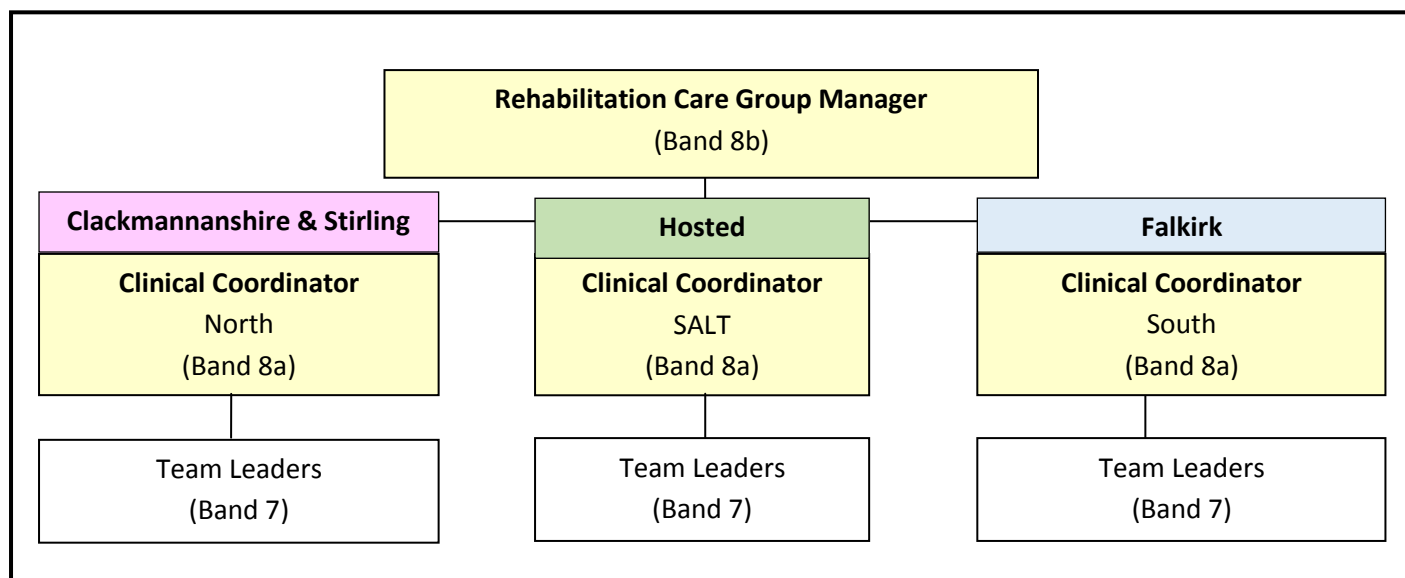 Rehabilitation Care Group Manager
(Band 8b)
Clackmannanshire & Stirling
Clinical Coordinator
North
(Band 8a)
Team Leaders
(Band 7)
Hosted
Clinical Coordinator
SALT
(Band 8a)
Team Leaders
(Band 7)
Falkirk
Clinical Coordinator
South
(Band 8a)
Team Leaders
(Band 7)